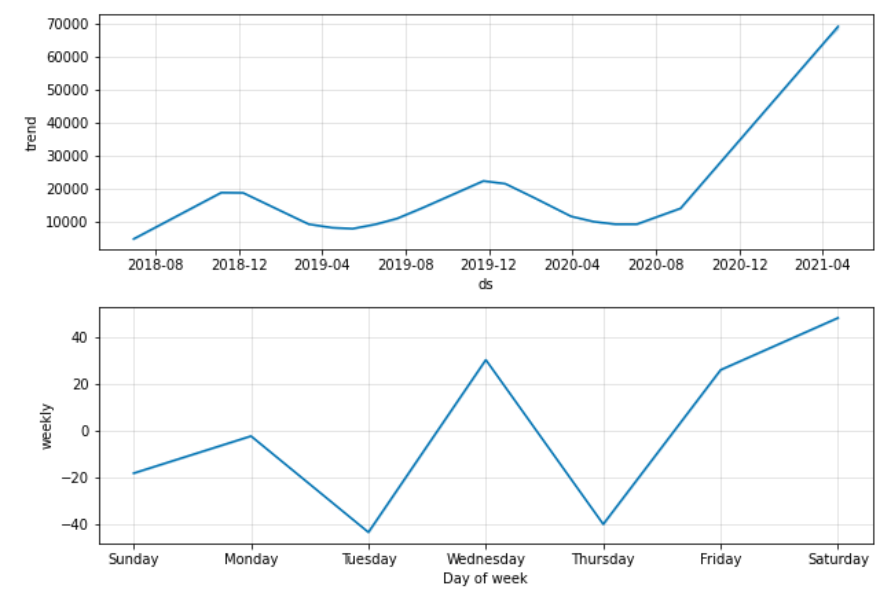 70000
60000
50000
40000
30000
20000
10000
trend
2018-08 2018-12 2019-04 2019-08 2019-12 2020-04 2020-08 2020-12 2021-04
ds
40
20
0
−20
−40
weekly
Sunday Monday Tuesday Wednesday Thursday Friday Saturday
Day of week